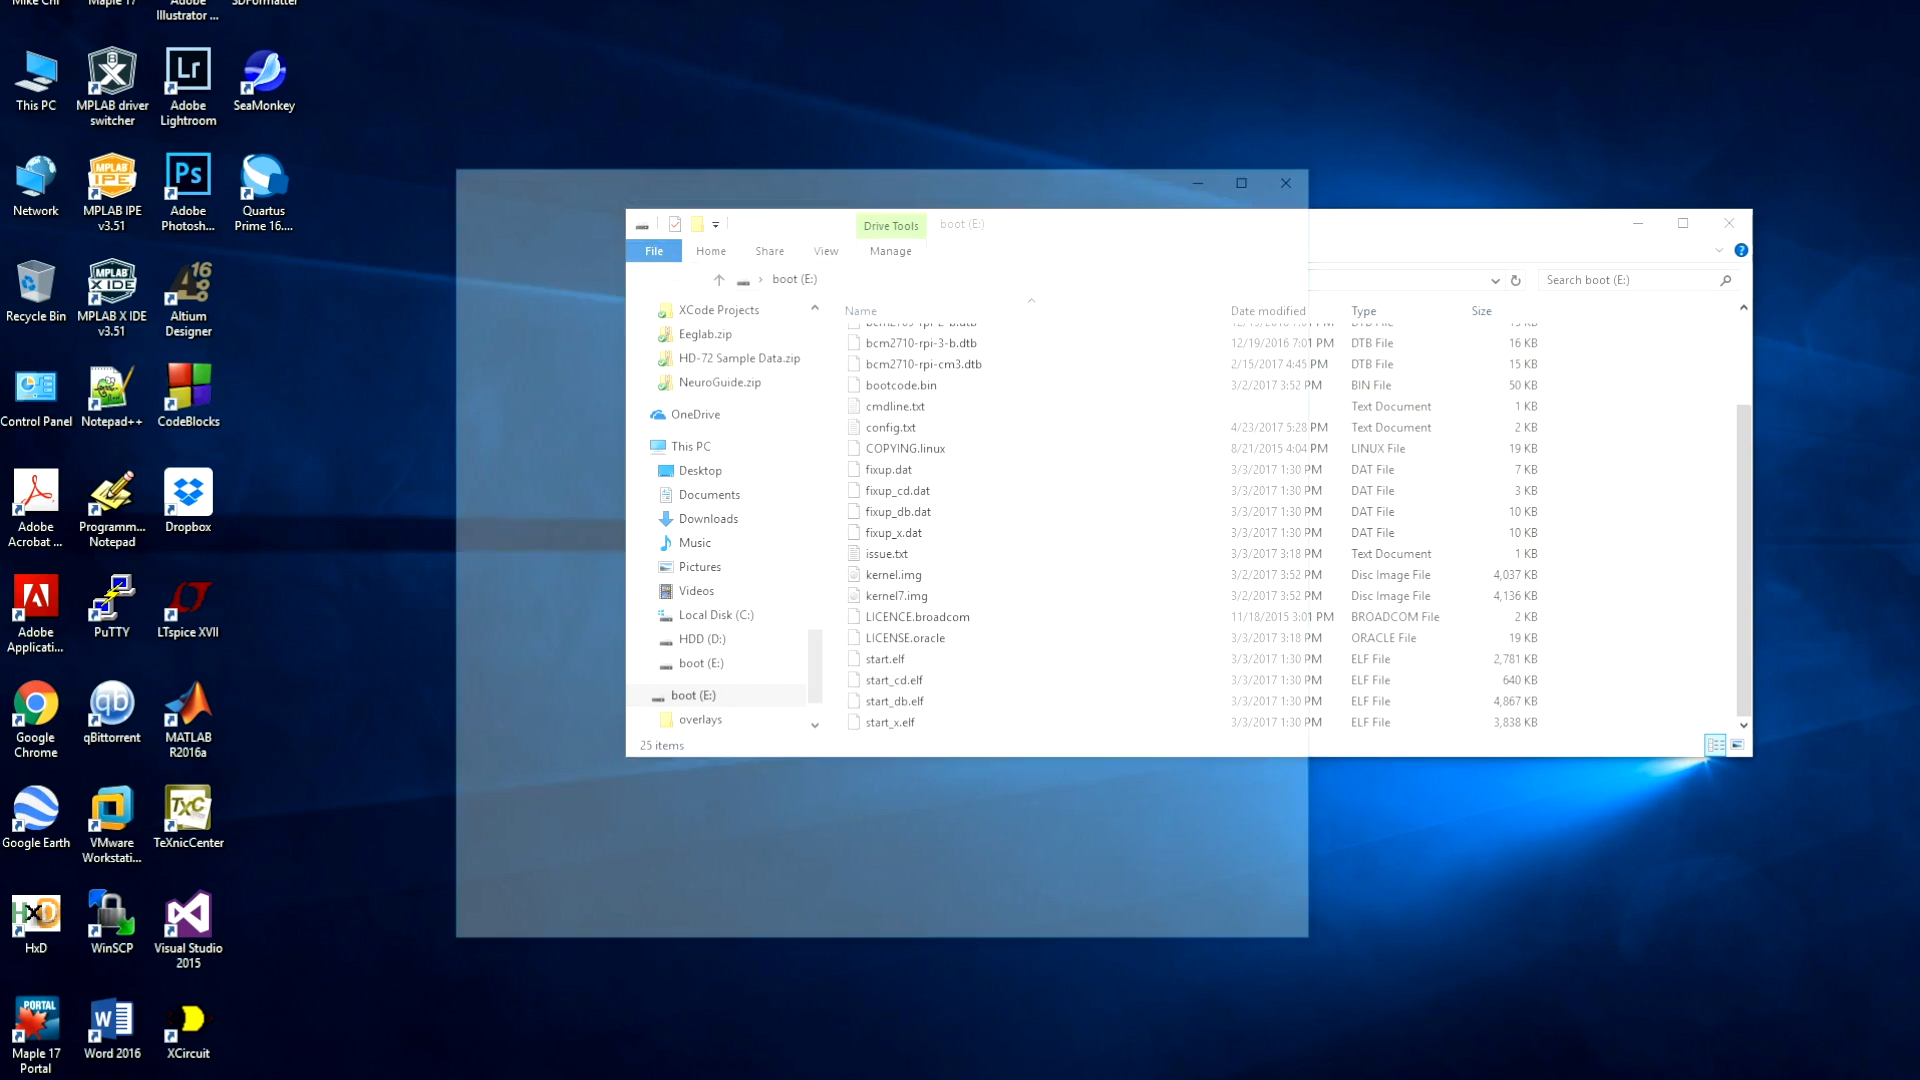 Mike Chi
Maple 17
Adobe
Illustrator ...
SDFormatter
This PC
MPLAB driver
switcher
Adobe
Lightroom
SeaMonkey
Network
MPLAB IPE
v3.51
Adobe
Photosh...
Quartus
Prime 16....
Recycle Bin
MPLAB X IDE
v3.51
Altium
Designer
Control Panel
Notepad++
CodeBlocks
Adobe
Acrobat ...
Programm...
Notepad
Dropbox
Adobe
Applicati...
PuTTY
LTspice XVII
Google
Chrome
qBittorrent
MATLAB
R2016a
Google Earth
VMware
Workstati...
TeXnicCenter
HxD
WinSCP
Visual Studio
2015
Maple 17
Portal
Word 2016
XCircuit
Drive Tools
boot (E:)
File
Home
Share
View
Manage
boot (E:)
Search boot (E:)
XCode Projects
Eeglab.zip
HD-72 Sample Data.zip
NeuroGuide.zip
OneDrive
This PC
Desktop
Documents
Downloads
Music
Pictures
Videos
Local Disk (C:)
HDD (D:)
boot (E:)
boot (E:)
overlays
25 items
Name Date modified Type Size
bcm2710-rpi-3-b.dtb 12/19/2016 7:01 PM DTB File 16 KB
bcm2710-rpi-cm3.dtb 2/15/2017 4:45 PM DTB File 15 KB
bootcode.bin 3/2/2017 3:52 PM BIN File 50 KB
cmdline.txt Text Document 1 KB
config.txt 4/23/2017 5:28 PM Text Document 2 KB
COPYING.linux 8/21/2015 4:04 PM LINUX File 19 KB
fixup.dat 3/3/2017 1:30 PM DAT File 7 KB
fixup_cd.dat 3/3/2017 1:30 PM DAT File 3 KB
fixup_db.dat 3/3/2017 1:30 PM DAT File 10 KB
fixup_x.dat 3/3/2017 1:30 PM DAT File 10 KB
issue.txt 3/3/2017 3:18 PM Text Document 1 KB
kernel.img 3/2/2017 3:52 PM Disc Image File 4,037 KB
kernel7.img 3/2/2017 3:52 PM Disc Image File 4,136 KB
LICENCE.broadcom 11/18/2015 3:01 PM BROADCOM File 2 KB
LICENSE.oracle 3/3/2017 3:18 PM ORACLE File 19 KB
start.elf 3/3/2017 1:30 PM ELF File 2,781 KB
start_cd.elf 3/3/2017 1:30 PM ELF File 640 KB
start_db.elf 3/3/2017 1:30 PM ELF File 4,867 KB
start_x.elf 3/3/2017 1:30 PM ELF File 3,838 KB